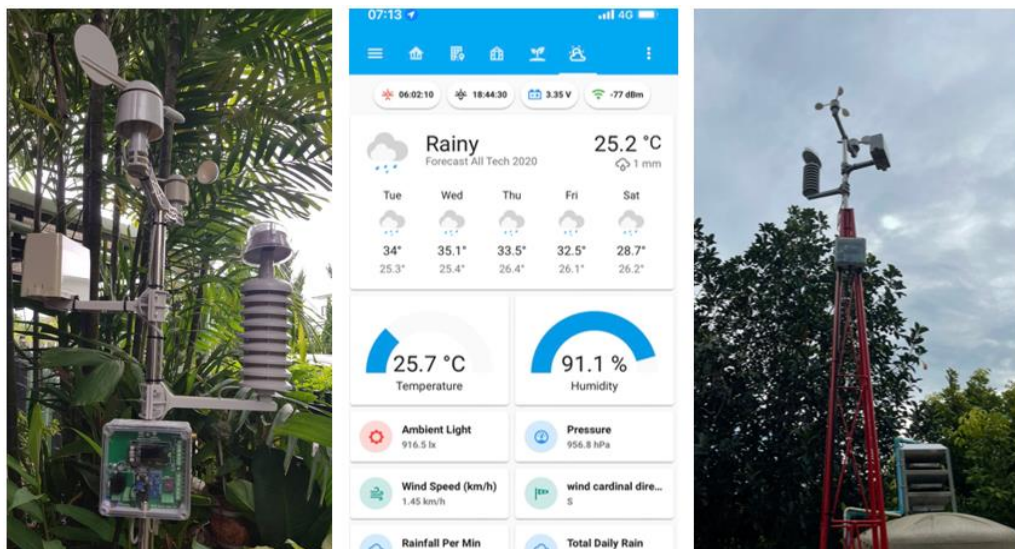 07:13
4G
06:02:10
18:44:30
3.35 V
-77 dBm
Rainy
25.2 °C
Forecast All Tech 2020
1 mm
Tue Wed Thu Fri Sat
34° 35.1° 33.5° 32.5° 28.7°
25.3° 25.4° 26.4° 26.1° 26.2°
25.7 °C
Temperature
91.1 %
Humidity
Ambient Light
916.5 lx
Pressure
956.8 hPa
Wind Speed (km/h)
1.45 km/h
wind cardinal dire...
S
Rainfall Per Min
Total Daily Rain